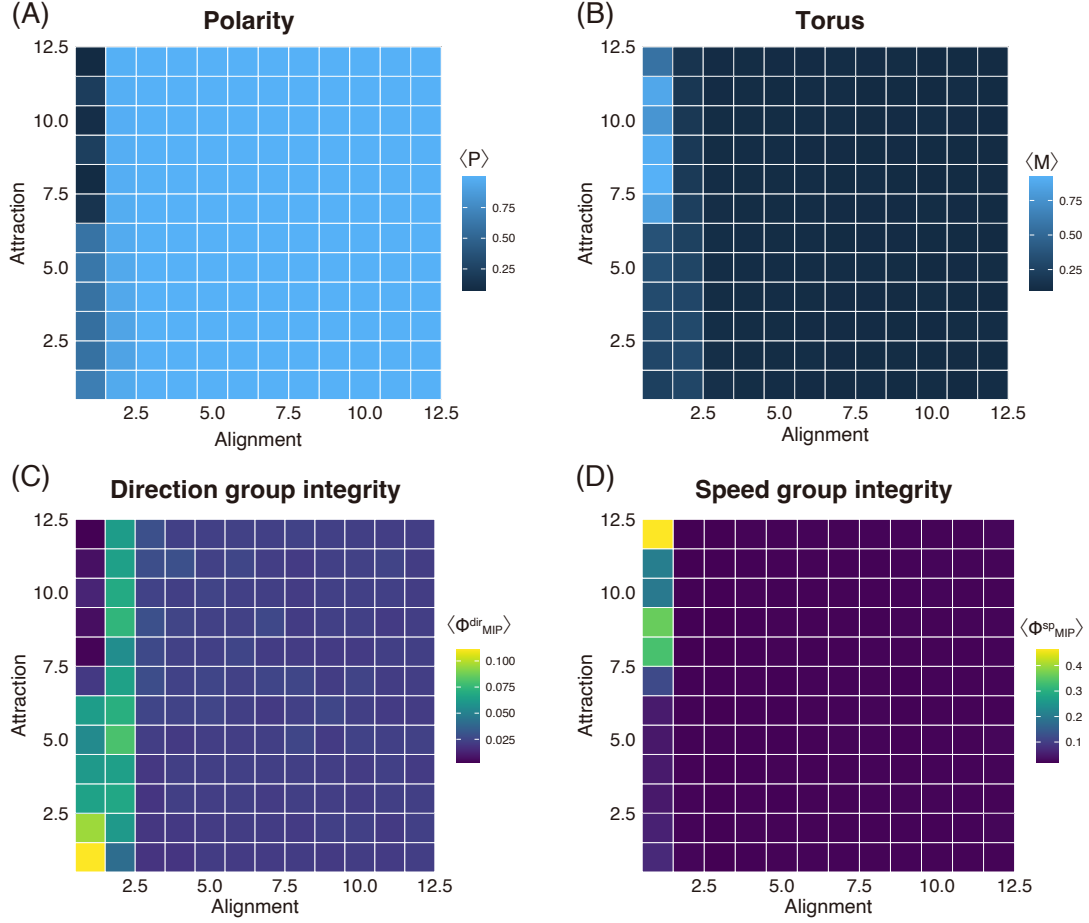 (A)
Polarity
12.5
10.0
7.5
5.0
2.5
Attraction
2.5 5.0 7.5 10.0 12.5
Alignment
⟨P⟩
0.75
0.50
0.25
(B)
Torus
12.5
10.0
7.5
5.0
2.5
Attraction
2.5 5.0 7.5 10.0 12.5
Alignment
⟨M⟩
0.75
0.50
0.25
(C)
Direction group integrity
12.5
10.0
7.5
5.0
2.5
Attraction
2.5 5.0 7.5 10.0 12.5
Alignment
⟨Φ^dir_MIP⟩
0.100
0.075
0.050
0.025
(D)
Speed group integrity
12.5
10.0
7.5
5.0
2.5
Attraction
2.5 5.0 7.5 10.0 12.5
Alignment
⟨Φ^sp_MIP⟩
0.4
0.3
0.2
0.1